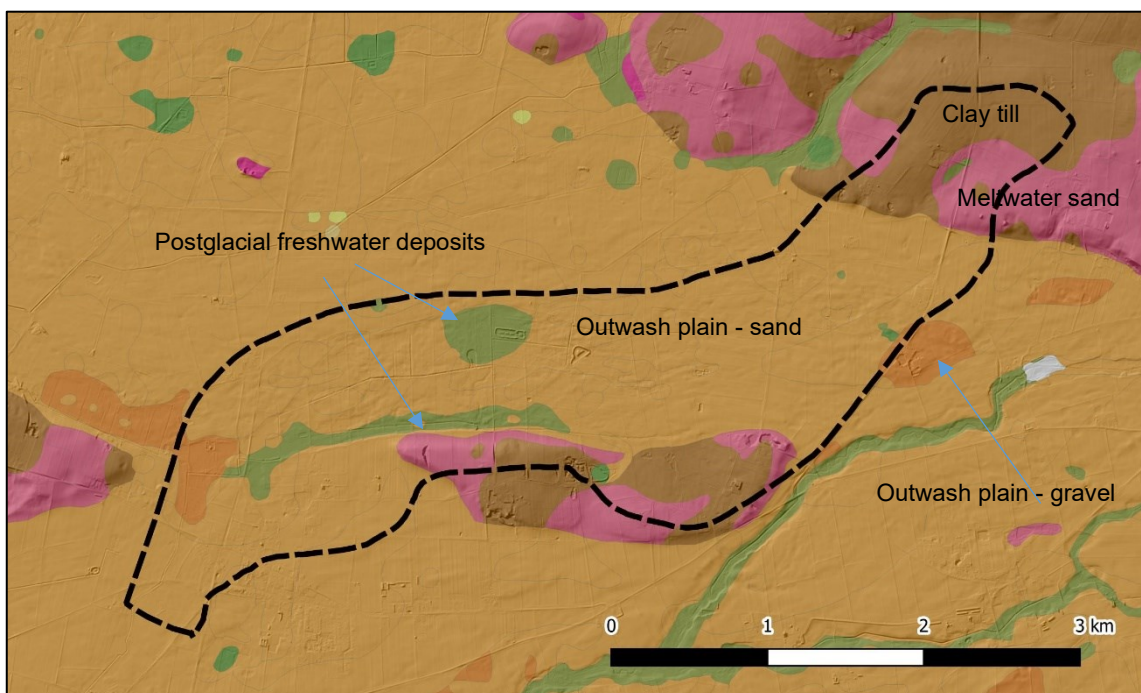 Clay till
Meltwater sand
Postglacial freshwater deposits
Outwash plain - sand
Outwash plain - gravel
0 1 2 3 km